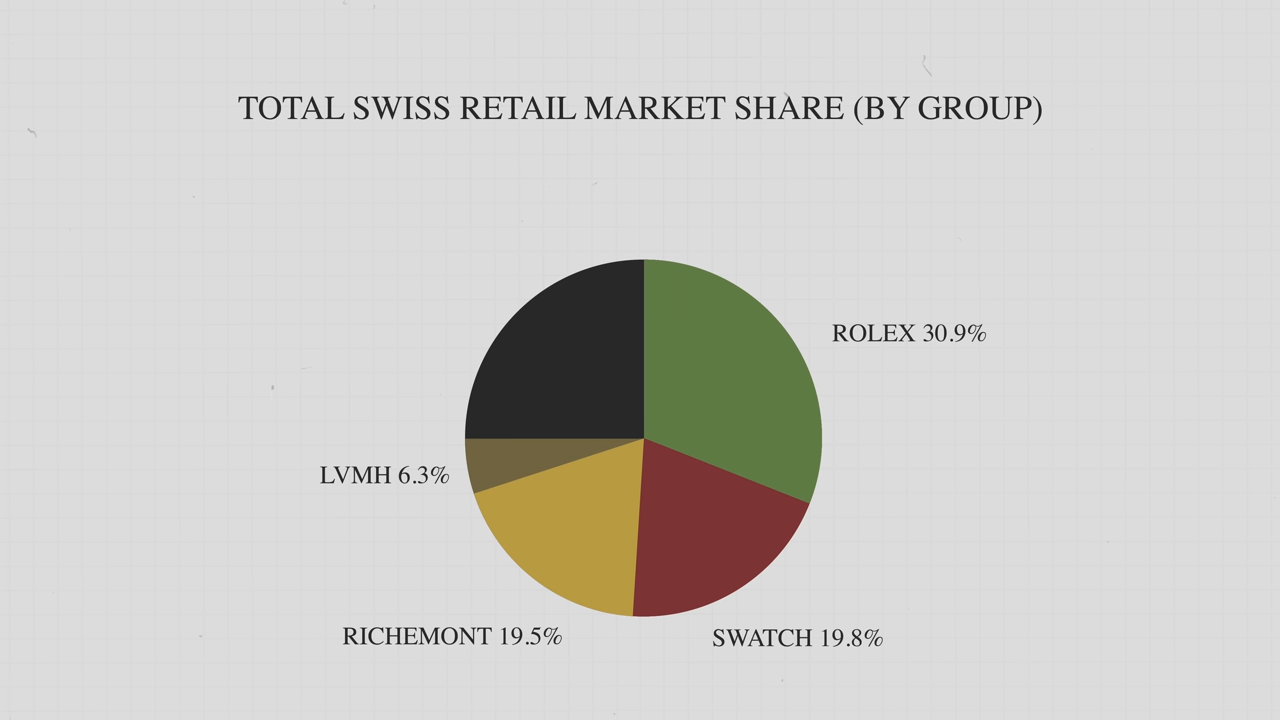 TOTAL SWISS RETAIL MARKET SHARE (BY GROUP)
ROLEX 30.9%
LVMH 6.3%
RICHEMONT 19.5%
SWATCH 19.8%